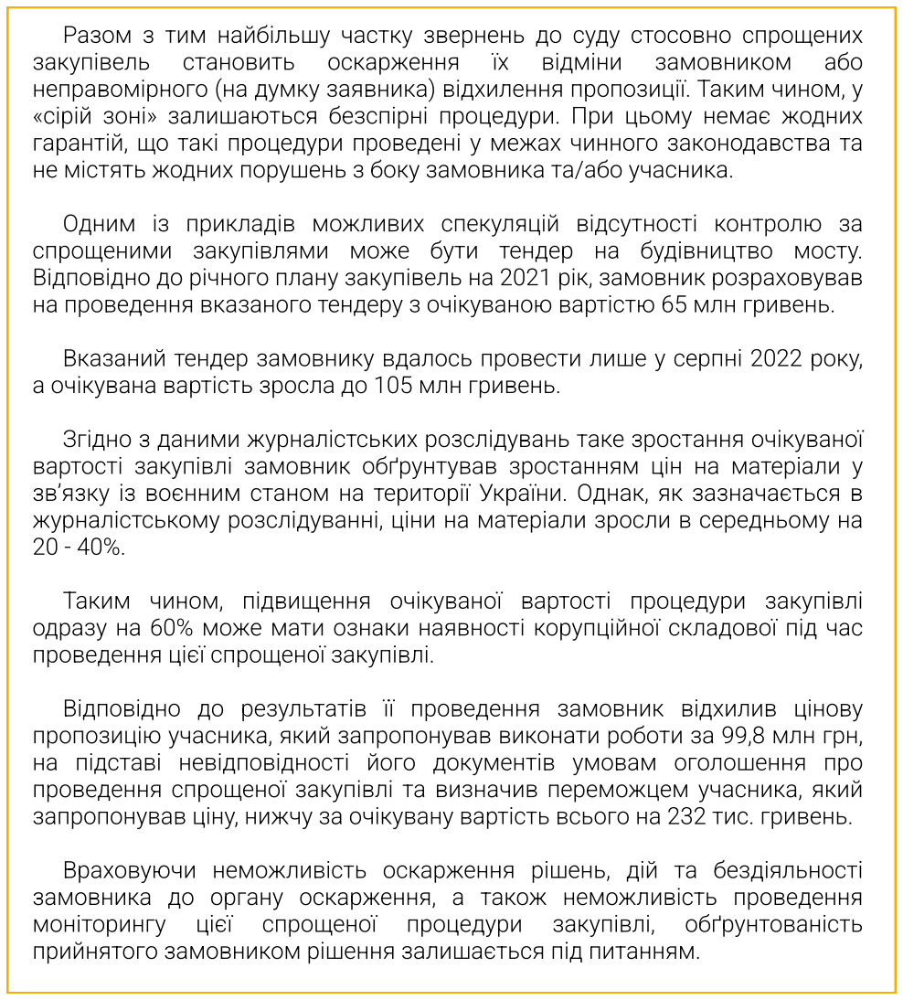 Разом з тим найбільшу частку звернень до суду стосовно спрощених
закупівель становить оскарження їх відміни замовником або
неправомірного (на думку заявника) відхилення пропозиції. Таким чином, у
«сірій зоні» залишаються безспірні процедури. При цьому немає жодних
гарантій, що такі процедури проведені у межах чинного законодавства та
не містять жодних порушень з боку замовника та/або учасника.
Одним із прикладів можливих спекуляцій відсутності контролю за
спрощеними закупівлями може бути тендер на будівництво мосту.
Відповідно до річного плану закупівель на 2021 рік, замовник розраховував
на проведення вказаного тендеру з очікуваною вартістю 65 млн гривень.
Вказаний тендер замовнику вдалось провести лише у серпні 2022 року,
а очікувана вартість зросла до 105 млн гривень.
Згідно з даними журналістських розслідувань таке зростання очікуваної
вартості закупівлі замовник обґрунтував зростанням цін на матеріали у
зв’язку із воєнним станом на території України. Однак, як зазначається в
журналістському розслідуванні, ціни на матеріали зросли в середньому на
20 - 40%.
Таким чином, підвищення очікуваної вартості процедури закупівлі
одразу на 60% може мати ознаки наявності корупційної складової під час
проведення цієї спрощеної закупівлі.
Відповідно до результатів її проведення замовник відхилив цінову
пропозицію учасника, який запропонував виконати роботи за 99,8 млн грн,
на підставі невідповідності його документів умовам оголошення про
проведення спрощеної закупівлі та визначив переможцем учасника, який
запропонував ціну, нижчу за очікувану вартість всього на 232 тис. гривень.
Враховуючи неможливість оскарження рішень, дій та бездіяльності
замовника до органу оскарження, а також неможливість проведення
моніторингу цієї спрощеної процедури закупівлі, обґрунтованість
прийнятого замовником рішення залишається під питанням.